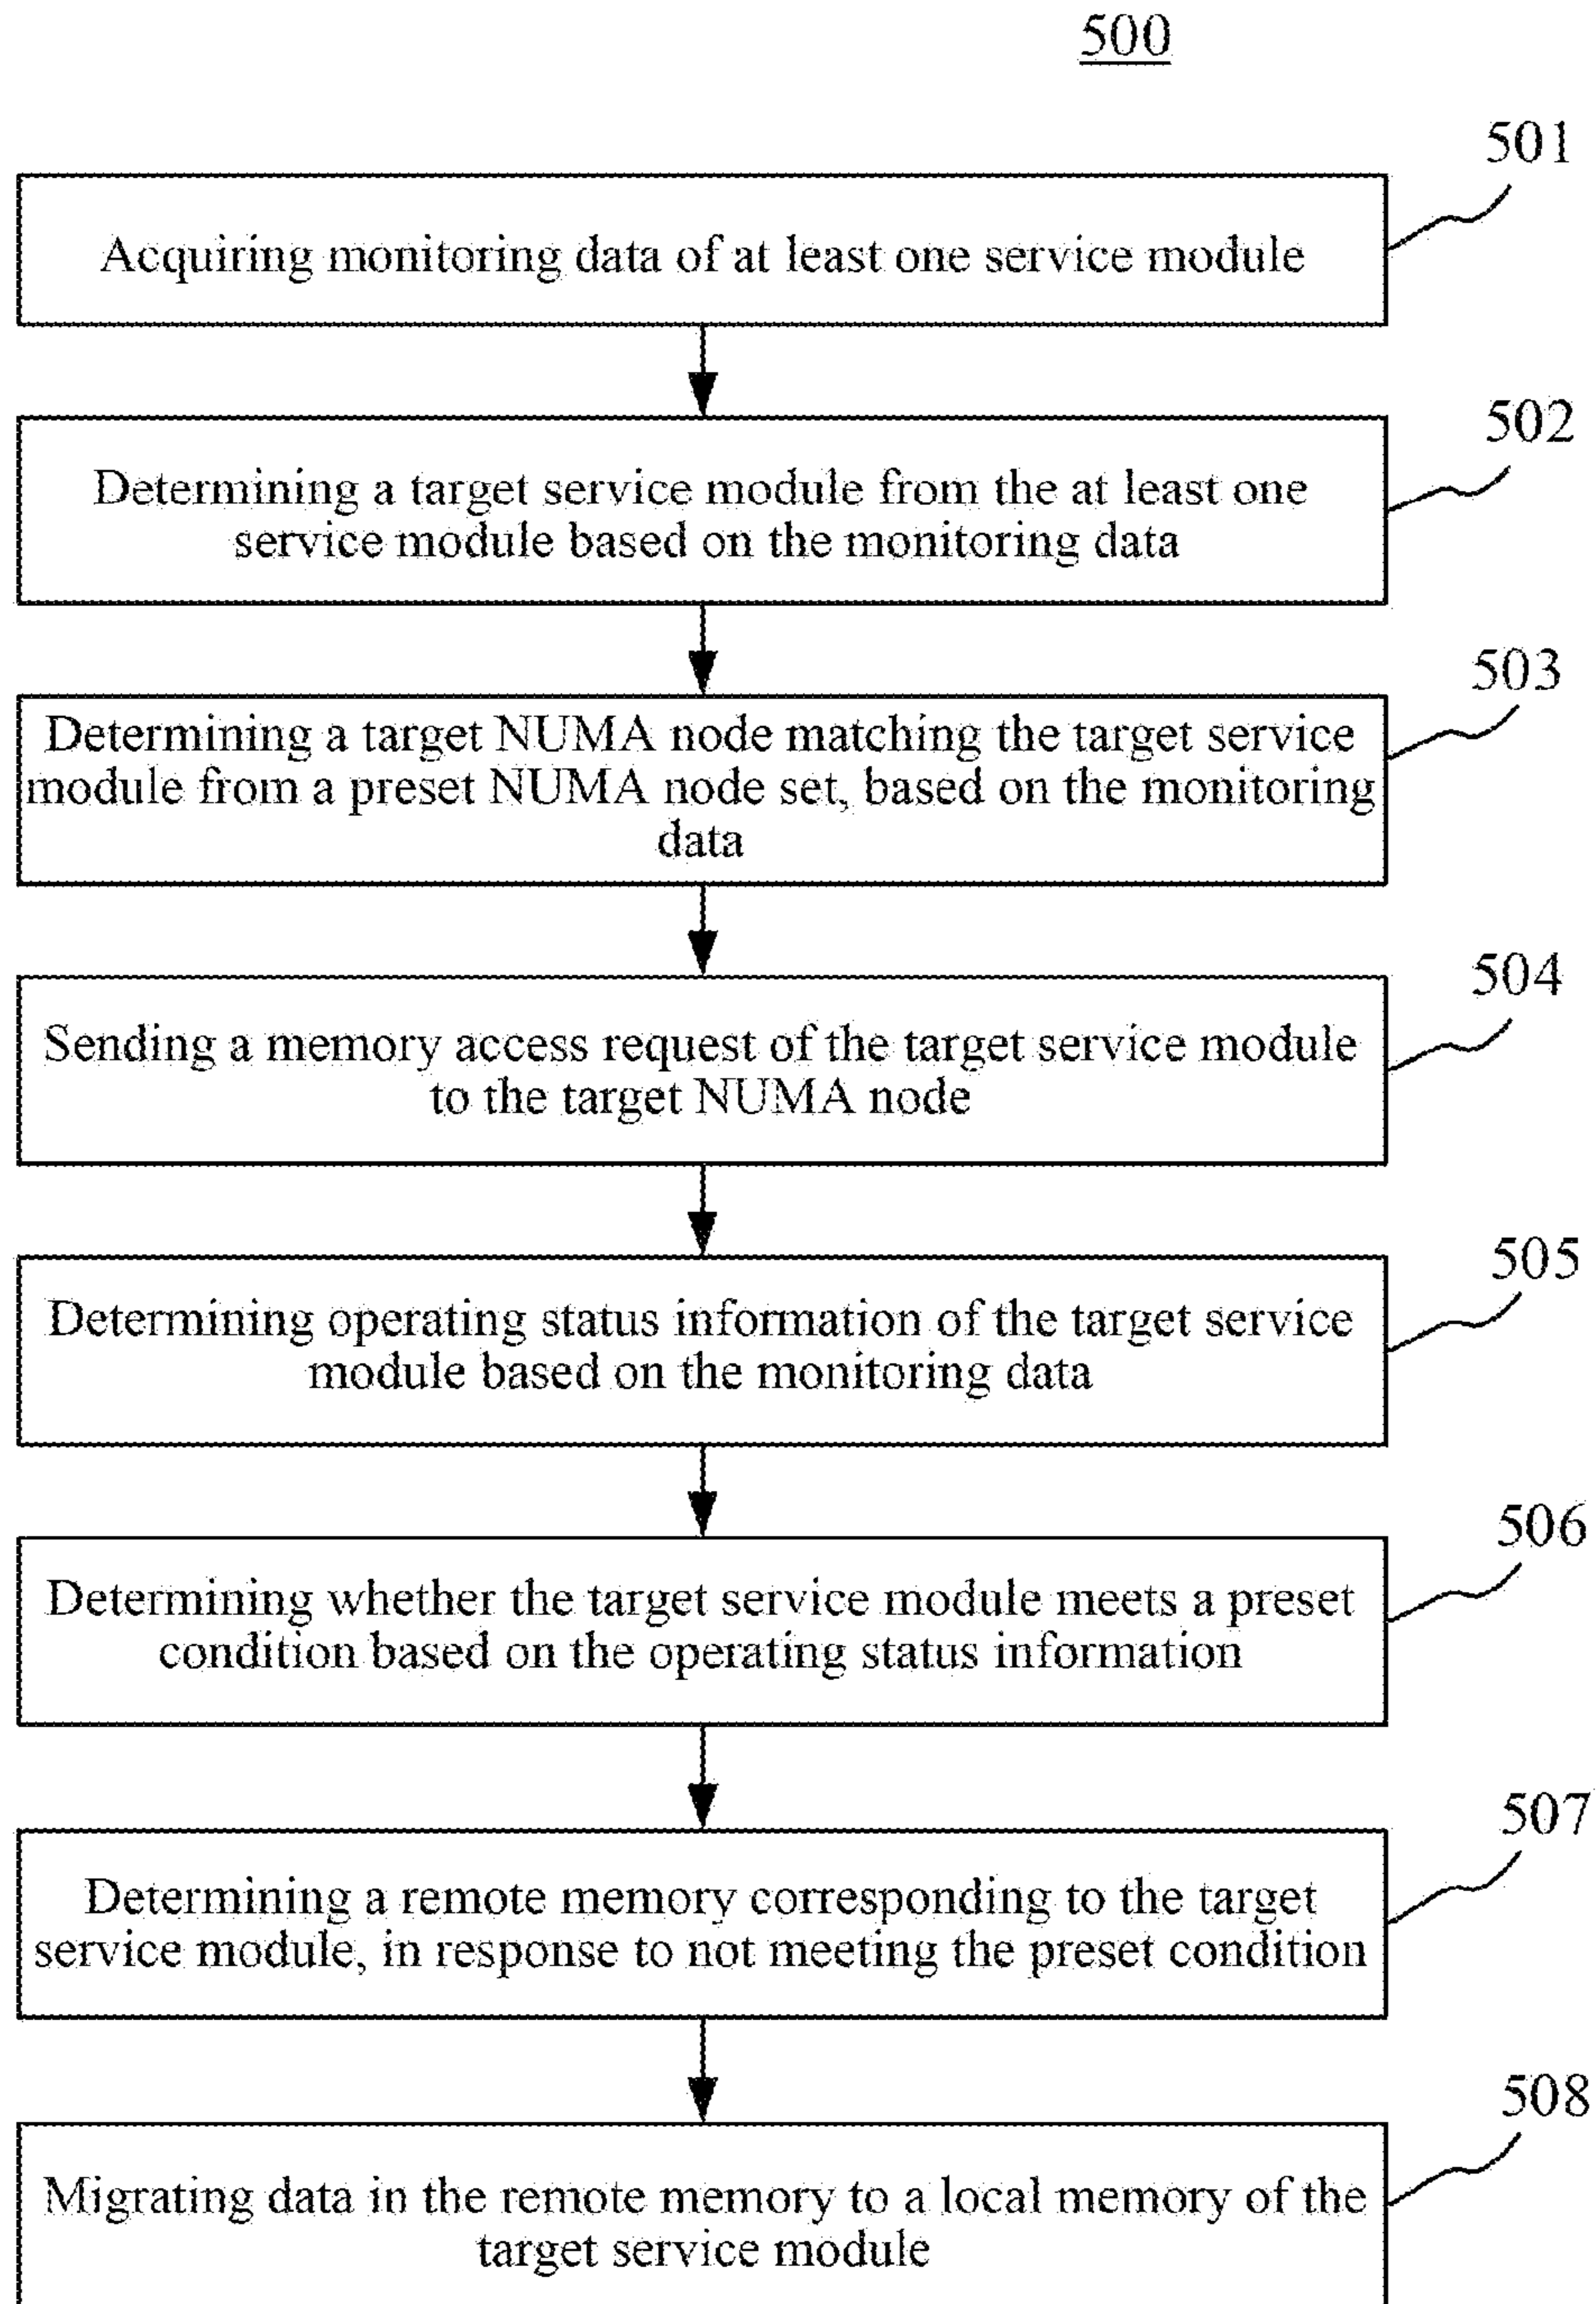 500
501
Acquiring monitoring data of at least one service module
502
Determining a target service module from the at least one
service module based on the monitoring data
503
Determining a target NUMA node matching the target service
module from a preset NUMA node set, based on the monitoring
data
504
Sending a memory access request of the target service module
to the target NUMA node
505
Determining operating status information of the target service
module based on the monitoring data
506
Determining whether the target service module meets a preset
condition based on the operating status information
507
Determining a remote memory corresponding to the target
service module, in response to not meeting the preset condition
508
Migrating data in the remote memory to a local memory of the
target service module